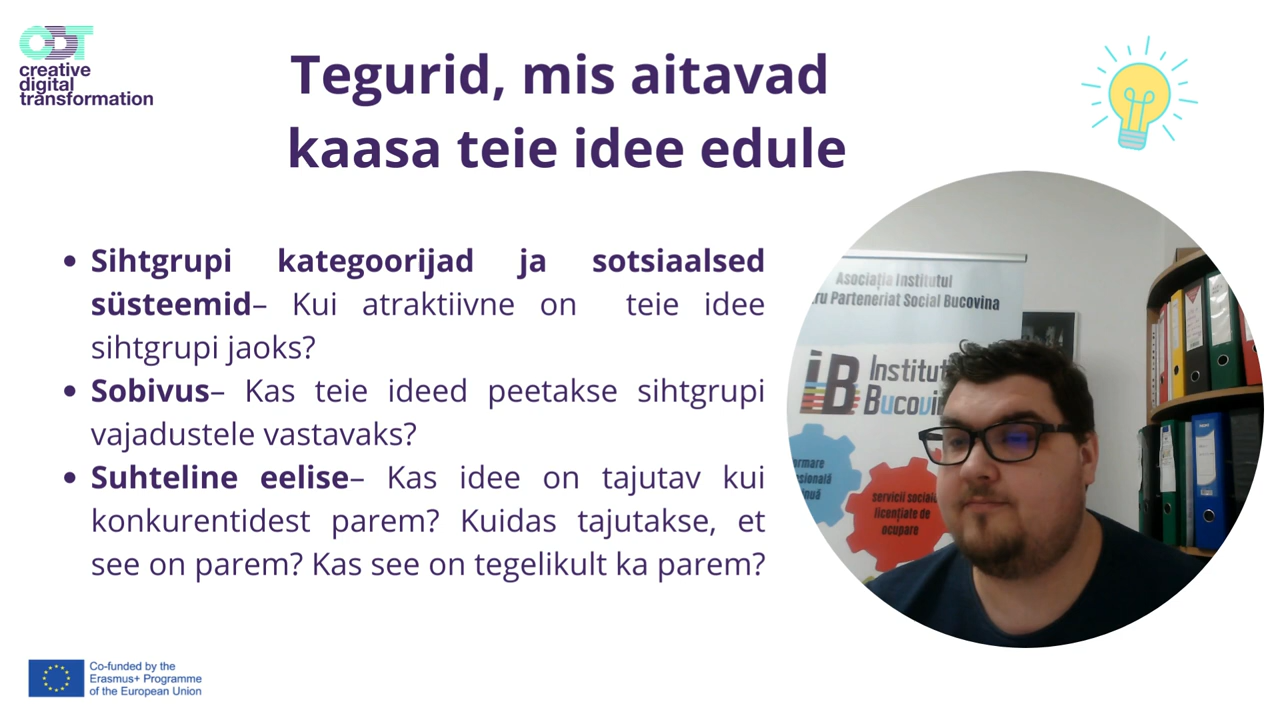 CDT
creative
digital
transformation
Tegurid, mis aitavad
kaasa teie idee edule
Sihtgrupi kategoorijad ja sotsiaalsed
süsteemid– Kui atraktiivne on teie idee
sihtgrupi jaoks?
Sobivus– Kas teie ideed peetakse sihtgrupi
vajadustele vastavaks?
Suhteline eelise– Kas idee on tajutav kui
konkurentidest parem? Kuidas tajutakse, et
see on parem? Kas see on tegelikult ka parem?
Asociația Institutul
Parteneriat Social Bucovina
iB Institut
servicii sociale
licențiate de
ocupare
Co-funded by the
Erasmus+ Programme
of the European Union